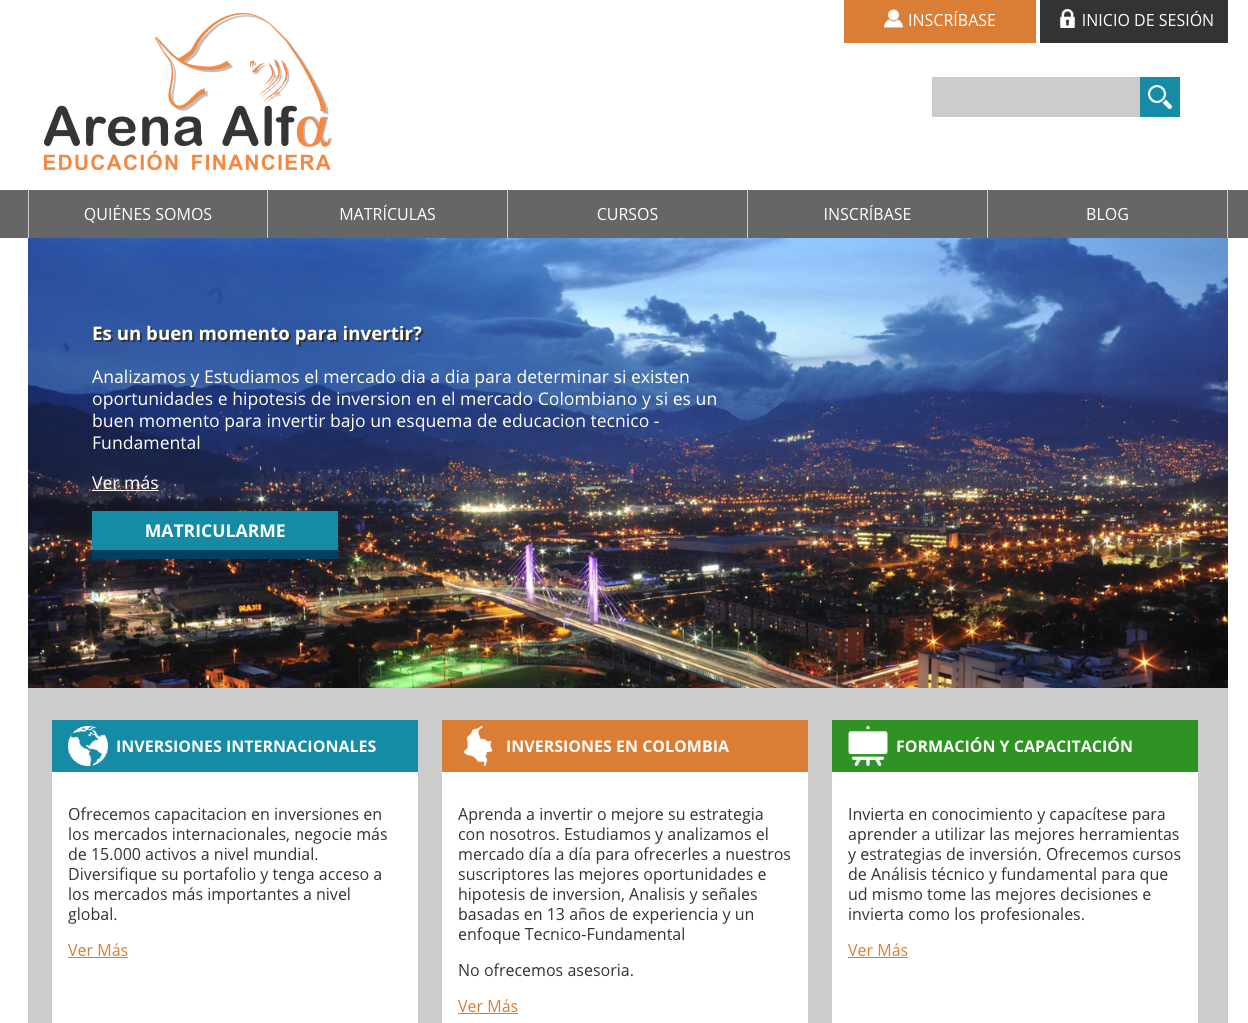 INSCRÍBASE
INICIO DE SESIÓN
Arena Alfα
EDUCACIÓN FINANCIERA
QUIÉNES SOMOS
MATRÍCULAS
CURSOS
INSCRÍBASE
BLOG
Es un buen momento para invertir?
Analizamos y Estudiamos el mercado dia a dia para determinar si existen
oportunidades e hipotesis de inversion en el mercado Colombiano y si es un
buen momento para invertir bajo un esquema de educacion tecnico -
Fundamental
Ver más
MATRICULARME
INVERSIONES INTERNACIONALES
Ofrecemos capacitacion en inversiones en
los mercados internacionales, negocie más
de 15.000 activos a nivel mundial.
Diversifique su portafolio y tenga acceso a
los mercados más importantes a nivel
global.
Ver Más
INVERSIONES EN COLOMBIA
Aprenda a invertir o mejore su estrategia
con nosotros. Estudiamos y analizamos el
mercado día a día para ofrecerles a nuestros
suscriptores las mejores oportunidades e
hipotesis de inversion, Analisis y señales
basadas en 13 años de experiencia y un
enfoque Tecnico-Fundamental
No ofrecemos asesoria.
Ver Más
FORMACIÓN Y CAPACITACIÓN
Invierta en conocimiento y capacítese para
aprender a utilizar las mejores herramientas
y estrategias de inversión. Ofrecemos cursos
de Análisis técnico y fundamental para que
ud mismo tome las mejores decisiones e
invierta como los profesionales.
Ver Más